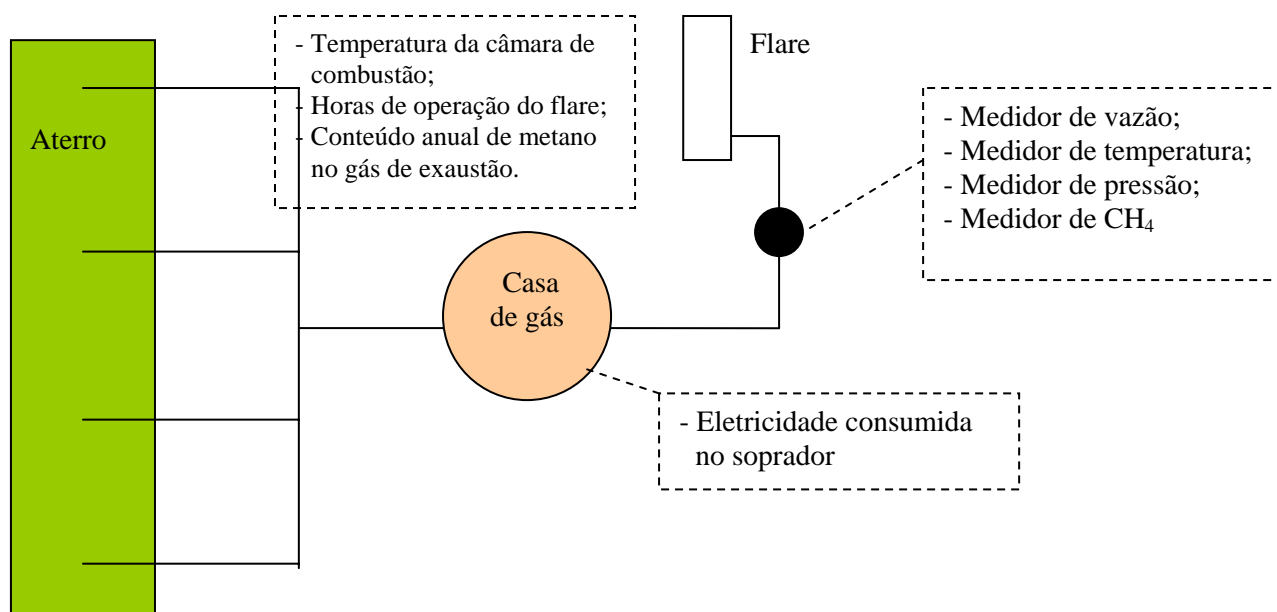 - Temperatura da câmara de
combustão;
- Horas de operação do flare;
- Conteúdo anual de metano
no gás de exaustão.
Flare
- Medidor de vazão;
- Medidor de temperatura;
- Medidor de pressão;
- Medidor de CH₄
Aterro
Casa
de gás
- Eletricidade consumida
no soprador